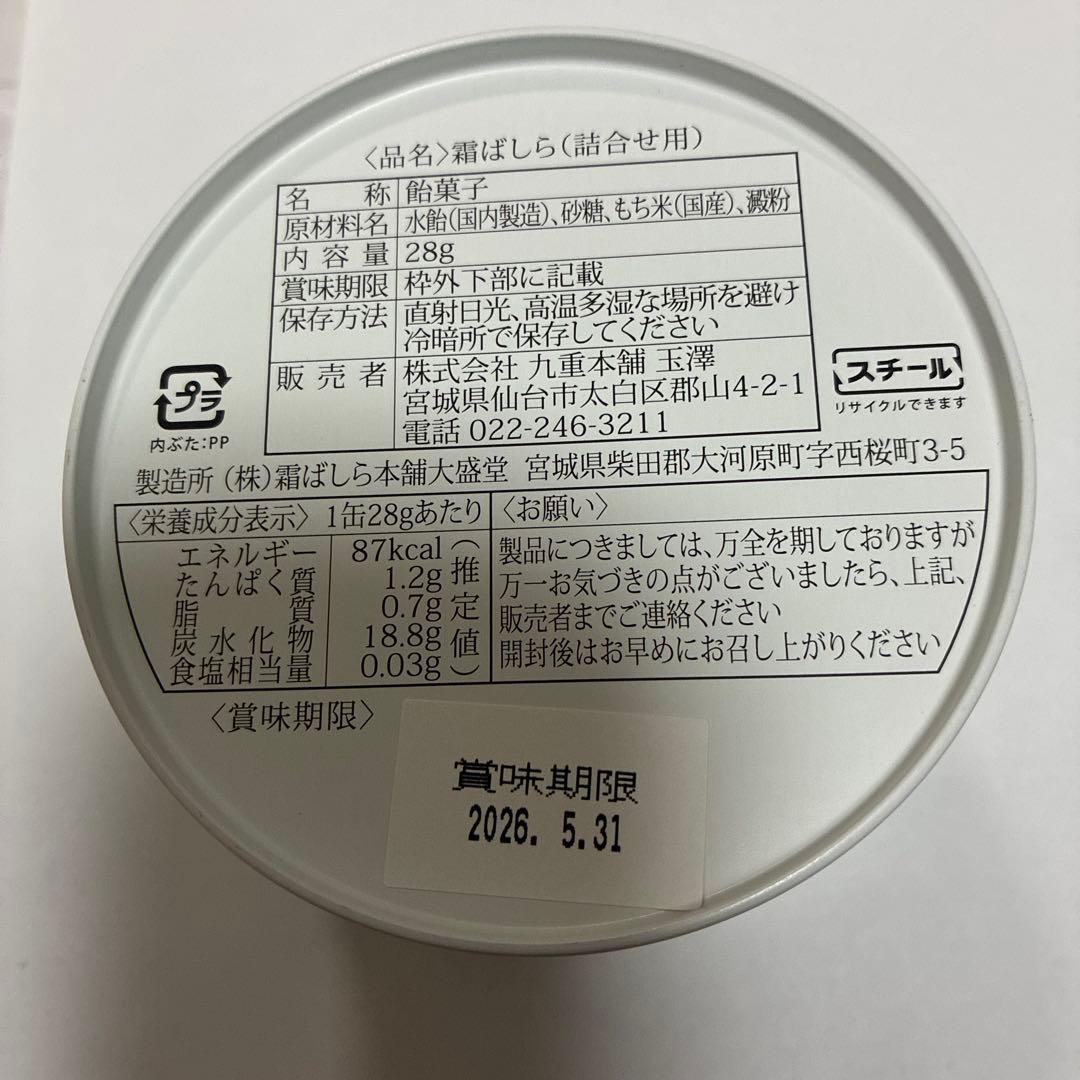 〈品名〉霜ばしら(詰合せ用)
名称 飴菓子
原材料名 水飴(国内製造)、砂糖、もち米(国産)、澱粉
内容量 28g
賞味期限 枠外下部に記載
保存方法 直射日光、高温多湿な場所を避け
冷暗所で保存してください
販売者 株式会社 九重本舗 玉澤
宮城県仙台市太白区郡山4-2-1
電話 022-246-3211
プラ
内ぶた:PP
スチール
リサイクルできます
製造所 (株)霜ばしら本舗大盛堂 宮城県柴田郡大河原町字西桜町3-5
〈栄養成分表示〉1缶28gあたり
エネルギー 87kcal
たんぱく質 1.2g
脂質 0.7g
炭水化物 18.8g
食塩相当量 0.03g
(推定値)
〈お願い〉
製品につきましては、万全を期しておりますが
万一お気づきの点がございましたら、上記、
販売者までご連絡ください
開封後はお早めにお召し上がりください
〈賞味期限〉
賞味期限
2026. 5.31